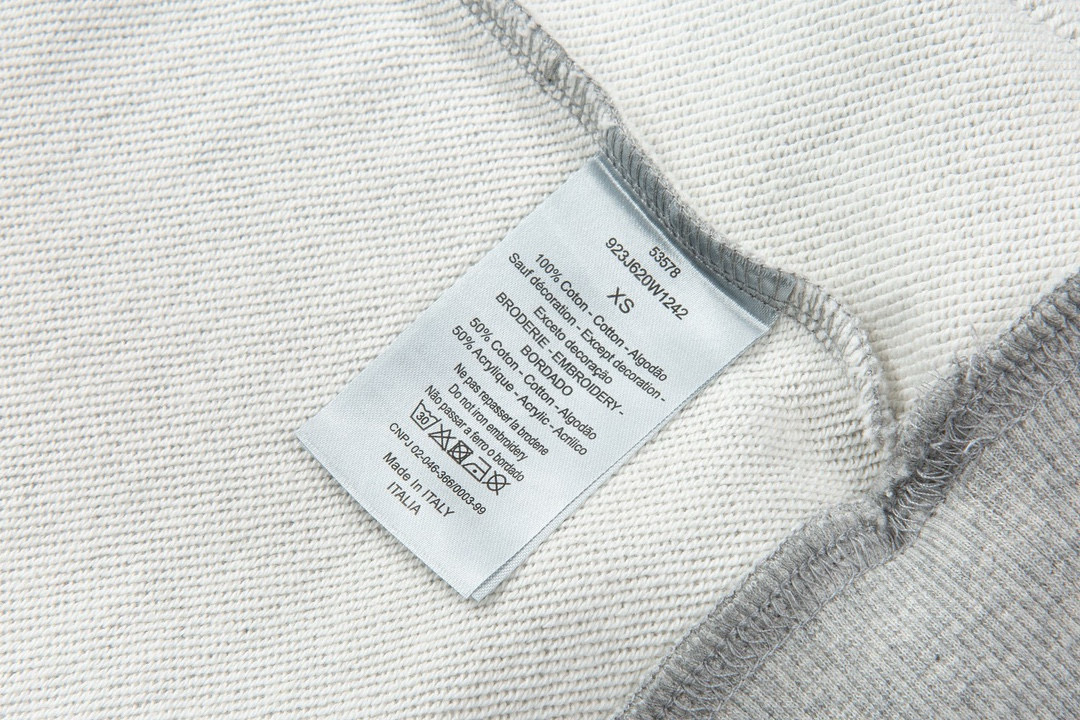 53578
923J620W1242
XS
100% Coton - Cotton - Algodão
Sauf décoration - Except decoration -
Exceto decoração
BRODERIE - EMBROIDERY -
BORDADO
50% Coton - Cotton - Algodão
50% Acrylique - Acrylic - Acrílico
Ne pas repasser la broderie
Do not iron embroidery
Não passar a ferro o bordado
30
CNPJ 02-046-366/0003-99
Made In ITALY
ITALIA